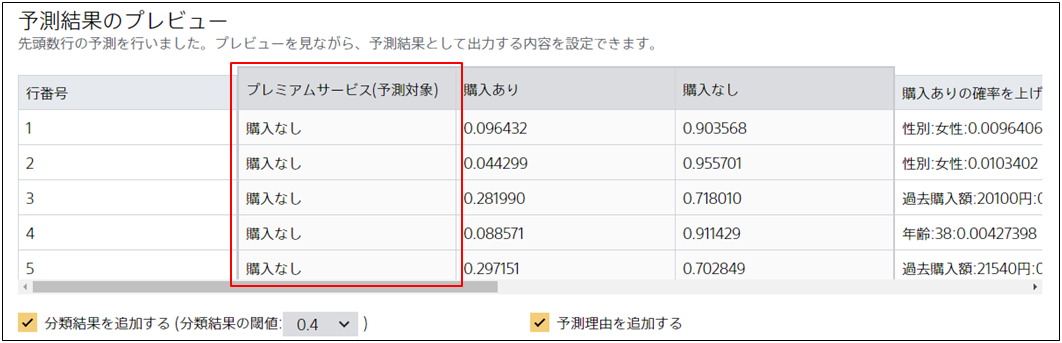 予測結果のプレビュー
先頭数行の予測を行いました。プレビューを見ながら、予測結果として出力する内容を設定できます。
行番号 プレミアムサービス(予測対象) 購入あり 購入なし 購入ありの確率を上げ
1 購入なし 0.096432 0.903568 性別:女性:0.0096406
2 購入なし 0.044299 0.955701 性別:女性:0.0103402
3 購入なし 0.281990 0.718010 過去購入額:20100円:0
4 購入なし 0.088571 0.911429 年齢:38:0.00427398
5 購入なし 0.297151 0.702849 過去購入額:21540円:0
分類結果を追加する (分類結果の閾値: 0.4 ) 予測理由を追加する